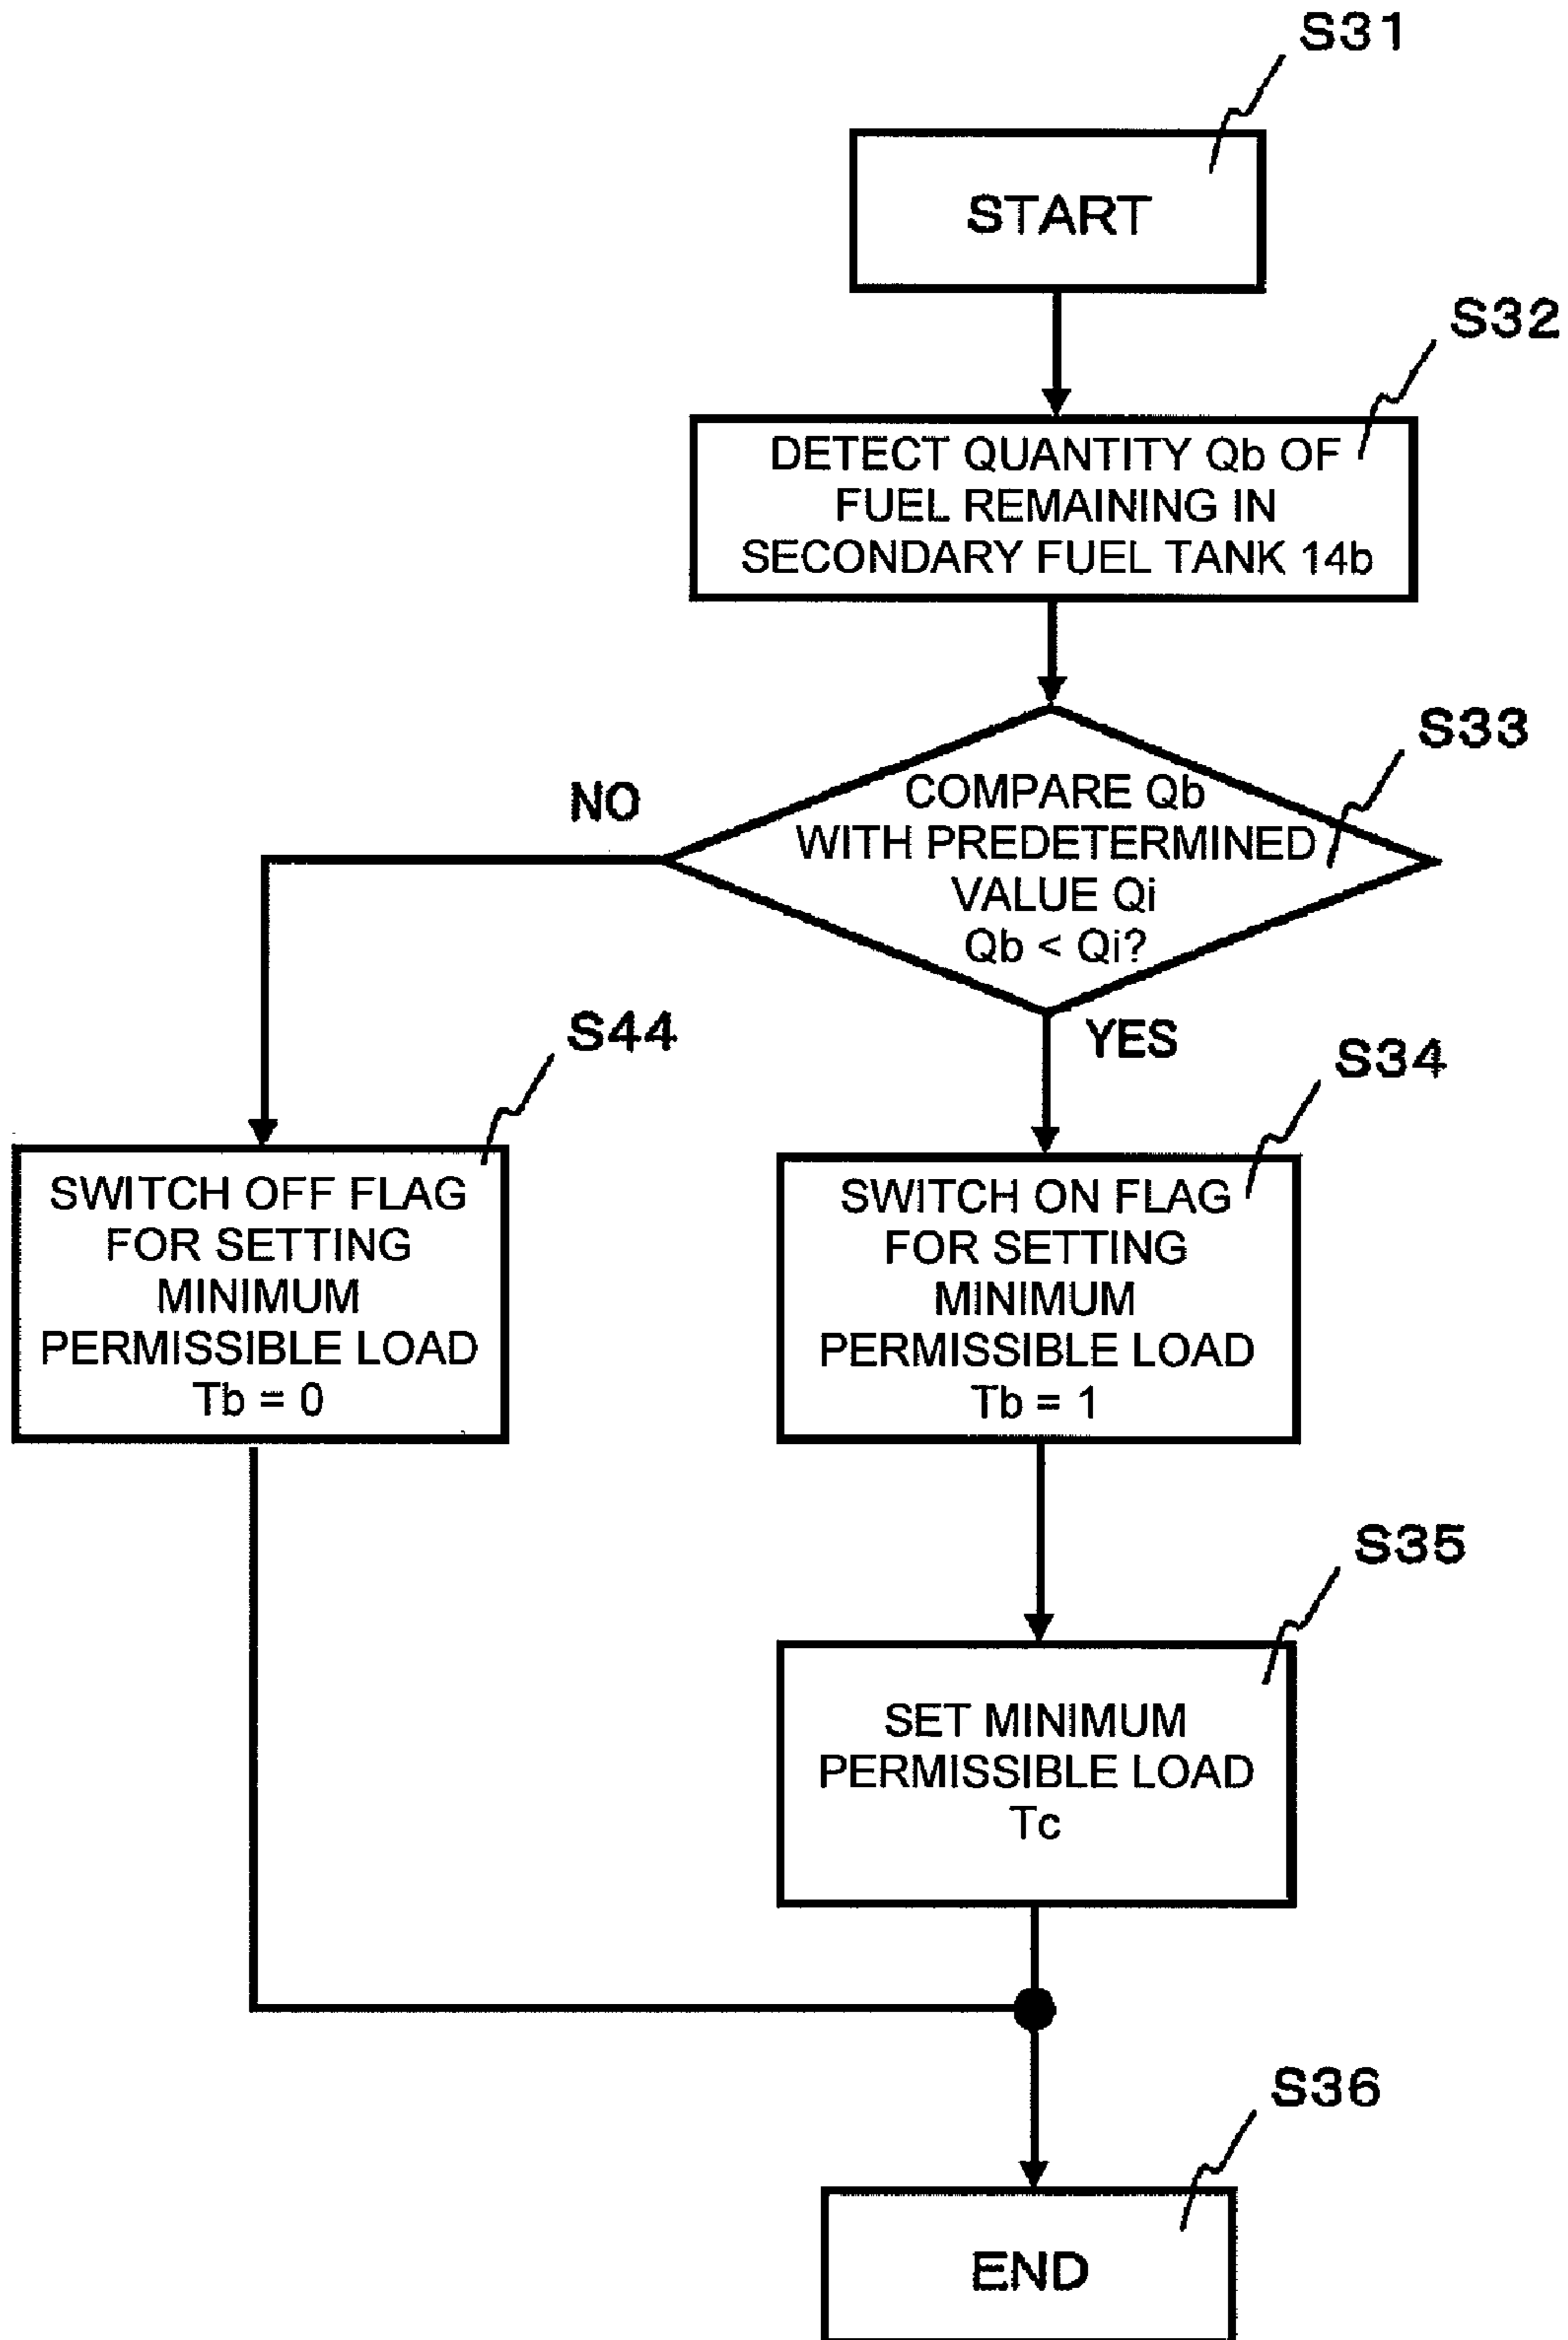 S31
START
S32
DETECT QUANTITY Qb OF
FUEL REMAINING IN
SECONDARY FUEL TANK 14b
S33
NO
COMPARE Qb
WITH PREDETERMINED
VALUE Qi
Qb < Qi?
YES
S44
SWITCH OFF FLAG
FOR SETTING
MINIMUM
PERMISSIBLE LOAD
Tb = 0
S34
SWITCH ON FLAG
FOR SETTING
MINIMUM
PERMISSIBLE LOAD
Tb = 1
S35
SET MINIMUM
PERMISSIBLE LOAD
Tc
S36
END